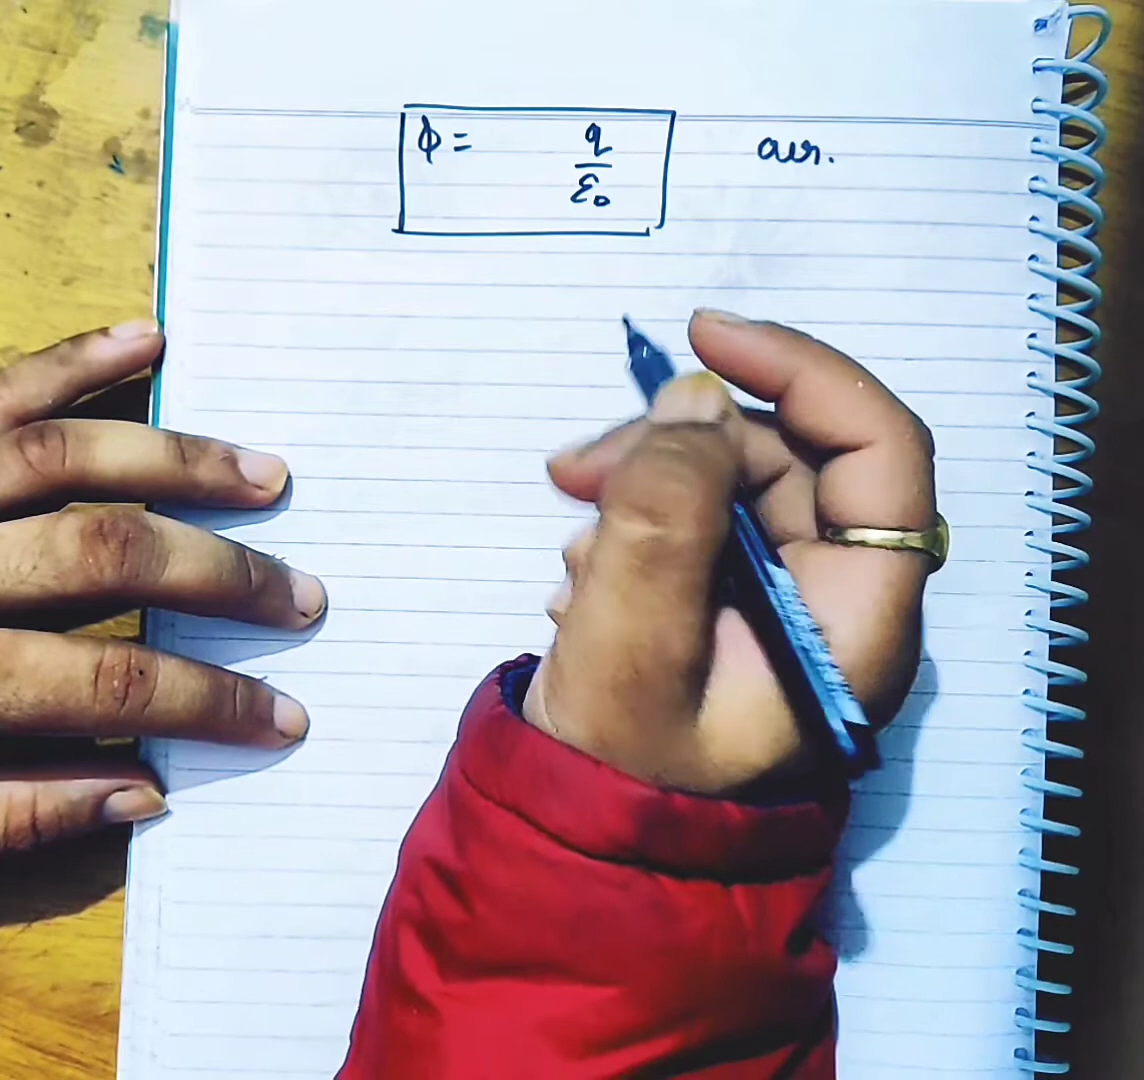 ϕ = q/ε₀ air.